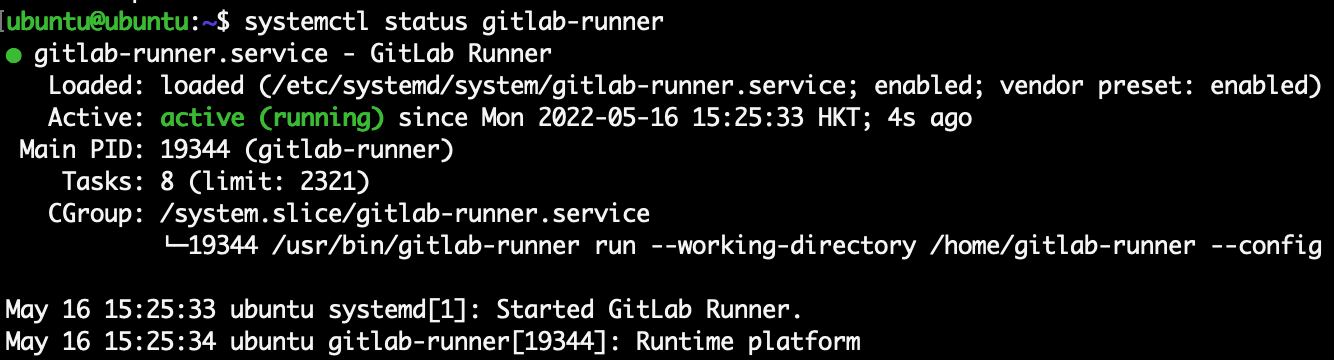 [ubuntu@ubuntu:~$ systemctl status gitlab-runner
● gitlab-runner.service - GitLab Runner
   Loaded: loaded (/etc/systemd/system/gitlab-runner.service; enabled; vendor preset: enabled)
   Active: active (running) since Mon 2022-05-16 15:25:33 HKT; 4s ago
 Main PID: 19344 (gitlab-runner)
    Tasks: 8 (limit: 2321)
   CGroup: /system.slice/gitlab-runner.service
           └─19344 /usr/bin/gitlab-runner run --working-directory /home/gitlab-runner --config
May 16 15:25:33 ubuntu systemd[1]: Started GitLab Runner.
May 16 15:25:34 ubuntu gitlab-runner[19344]: Runtime platform